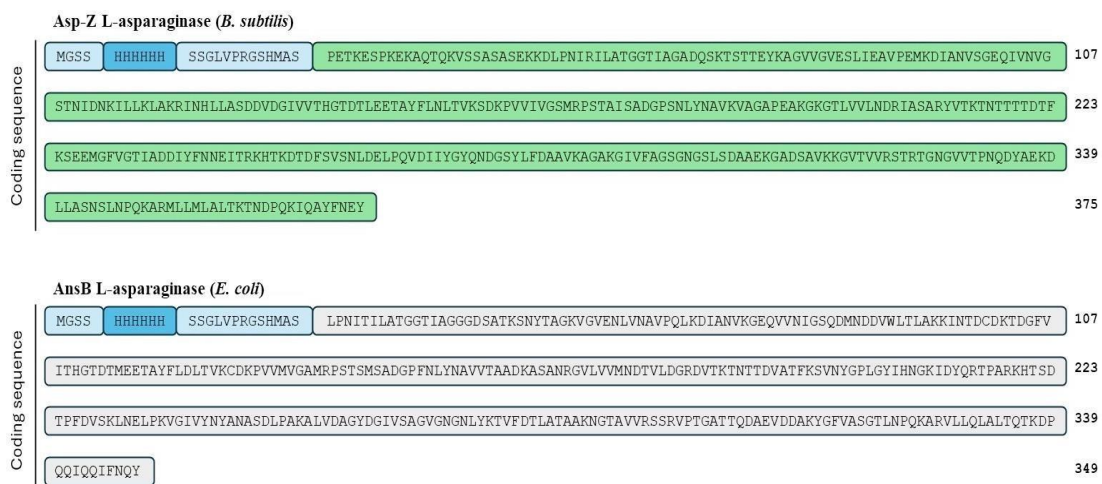 Asp-Z L-asparaginase (B. subtilis)
Coding sequence
MGSS HHHHHH SSGLVPRGSHMAS PETKESPKEKAQTQKVSSASASEKKDLPNIRILATGGTIAGADQSKTSTTEYKAGVVGVESLIEAVPEMKDIANVSGEQIVNVG 107
STNIDNKILLKLAKRINHLLASDDVDGIVVTHGTDTLEETAYFLNLTVKSDKPVVIVGSMRPSTAISADGPSNLYNAVKVAGAPEAKGKGTLVVLNDRIASARYVTKTNTTTTDTF 223
KSEEMGFVGTIADDIYFNNEITRKHTKDTDFSVSNLDELPQVDIIYGYQNDGSYLFDAAVKAGAKGIVFAGSGNGSLSDAAEKGADSAVKKGVTVVRSTRTGNGVVTPNQDYAEKD 339
LLASNSLNPQKARMLLMLALTKTNDPQKIQAYFNEY 375
AnsB L-asparaginase (E. coli)
Coding sequence
MGSS HHHHHH SSGLVPRGSHMAS LPNITILATGGTIAGGGDSATKSNYTAGKVGVENLVNAVPQLKDIANVKGEQVVNIGSQDMNDDVWLTLAKKINTDCDKTDGFV 107
ITHGTDTMEETAYFLDLTVKCDKPVVMVGAMRPSTSMSADGPFNLYNAVVTAADKASANRGVLVVMNDTVLDGRDVTKTNTTDVATFKSVNYGPLGYIHNGKIDYQRTPARKHTSD 223
TPFDVSKLNELPKVGIVYNYANASDLPAKALVDAGYDGIVSAGVGNGNLYKTVFDTLATAAKNGTAVVRSSRVPTGATTQDAEVDDAKYGFVASGTLNPQKARVLLQLALTQTKDP 339
QQIQQIFNQY 349